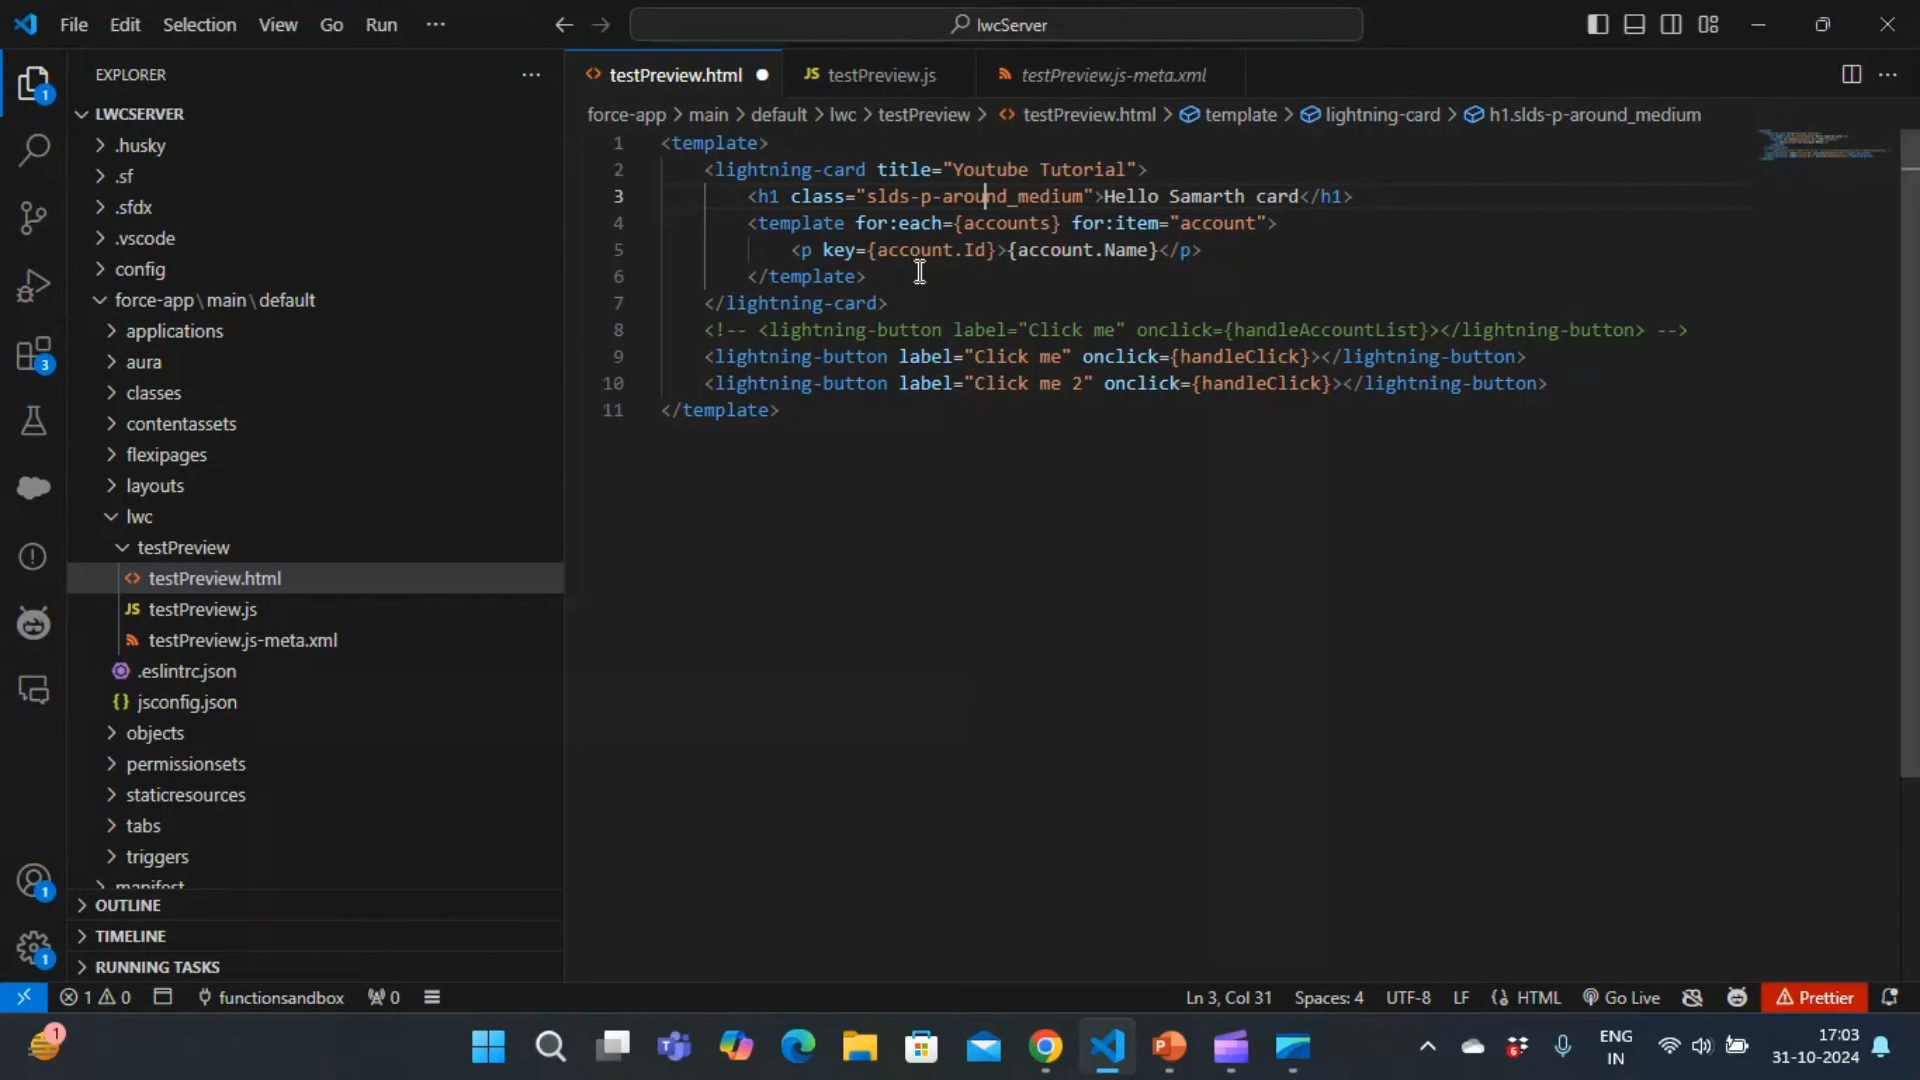 File Edit Selection View Go Run ··· lwcServer
EXPLORER ···
LWCSERVER
.husky
.sf
.sfdx
.vscode
config
force-app\main\default
applications
aura
classes
contentassets
flexipages
layouts
lwc
testPreview
testPreview.html
testPreview.js
testPreview.js-meta.xml
.eslintrc.json
jsconfig.json
objects
permissionsets
staticresources
tabs
triggers
manifest
OUTLINE
TIMELINE
RUNNING TASKS
1
3
1
1
testPreview.html JS testPreview.js testPreview.js-meta.xml
force-app > main > default > lwc > testPreview > testPreview.html > template > lightning-card > h1.slds-p-around_medium
1 <template>
2 <lightning-card title="Youtube Tutorial">
3 <h1 class="slds-p-around_medium">Hello Samarth card</h1>
4 <template for:each={accounts} for:item="account">
5 <p key={account.Id}>{account.Name}</p>
6 </template>
7 </lightning-card>
8 <!-- <lightning-button label="Click me" onclick={handleAccountList}></lightning-button> -->
9 <lightning-button label="Click me" onclick={handleClick}></lightning-button>
10 <lightning-button label="Click me 2" onclick={handleClick}></lightning-button>
11 </template>
1 0 functionsandbox 0 Ln 3, Col 31 Spaces: 4 UTF-8 LF HTML Go Live Prettier
1 6 ENG
IN
17:03
31-10-2024